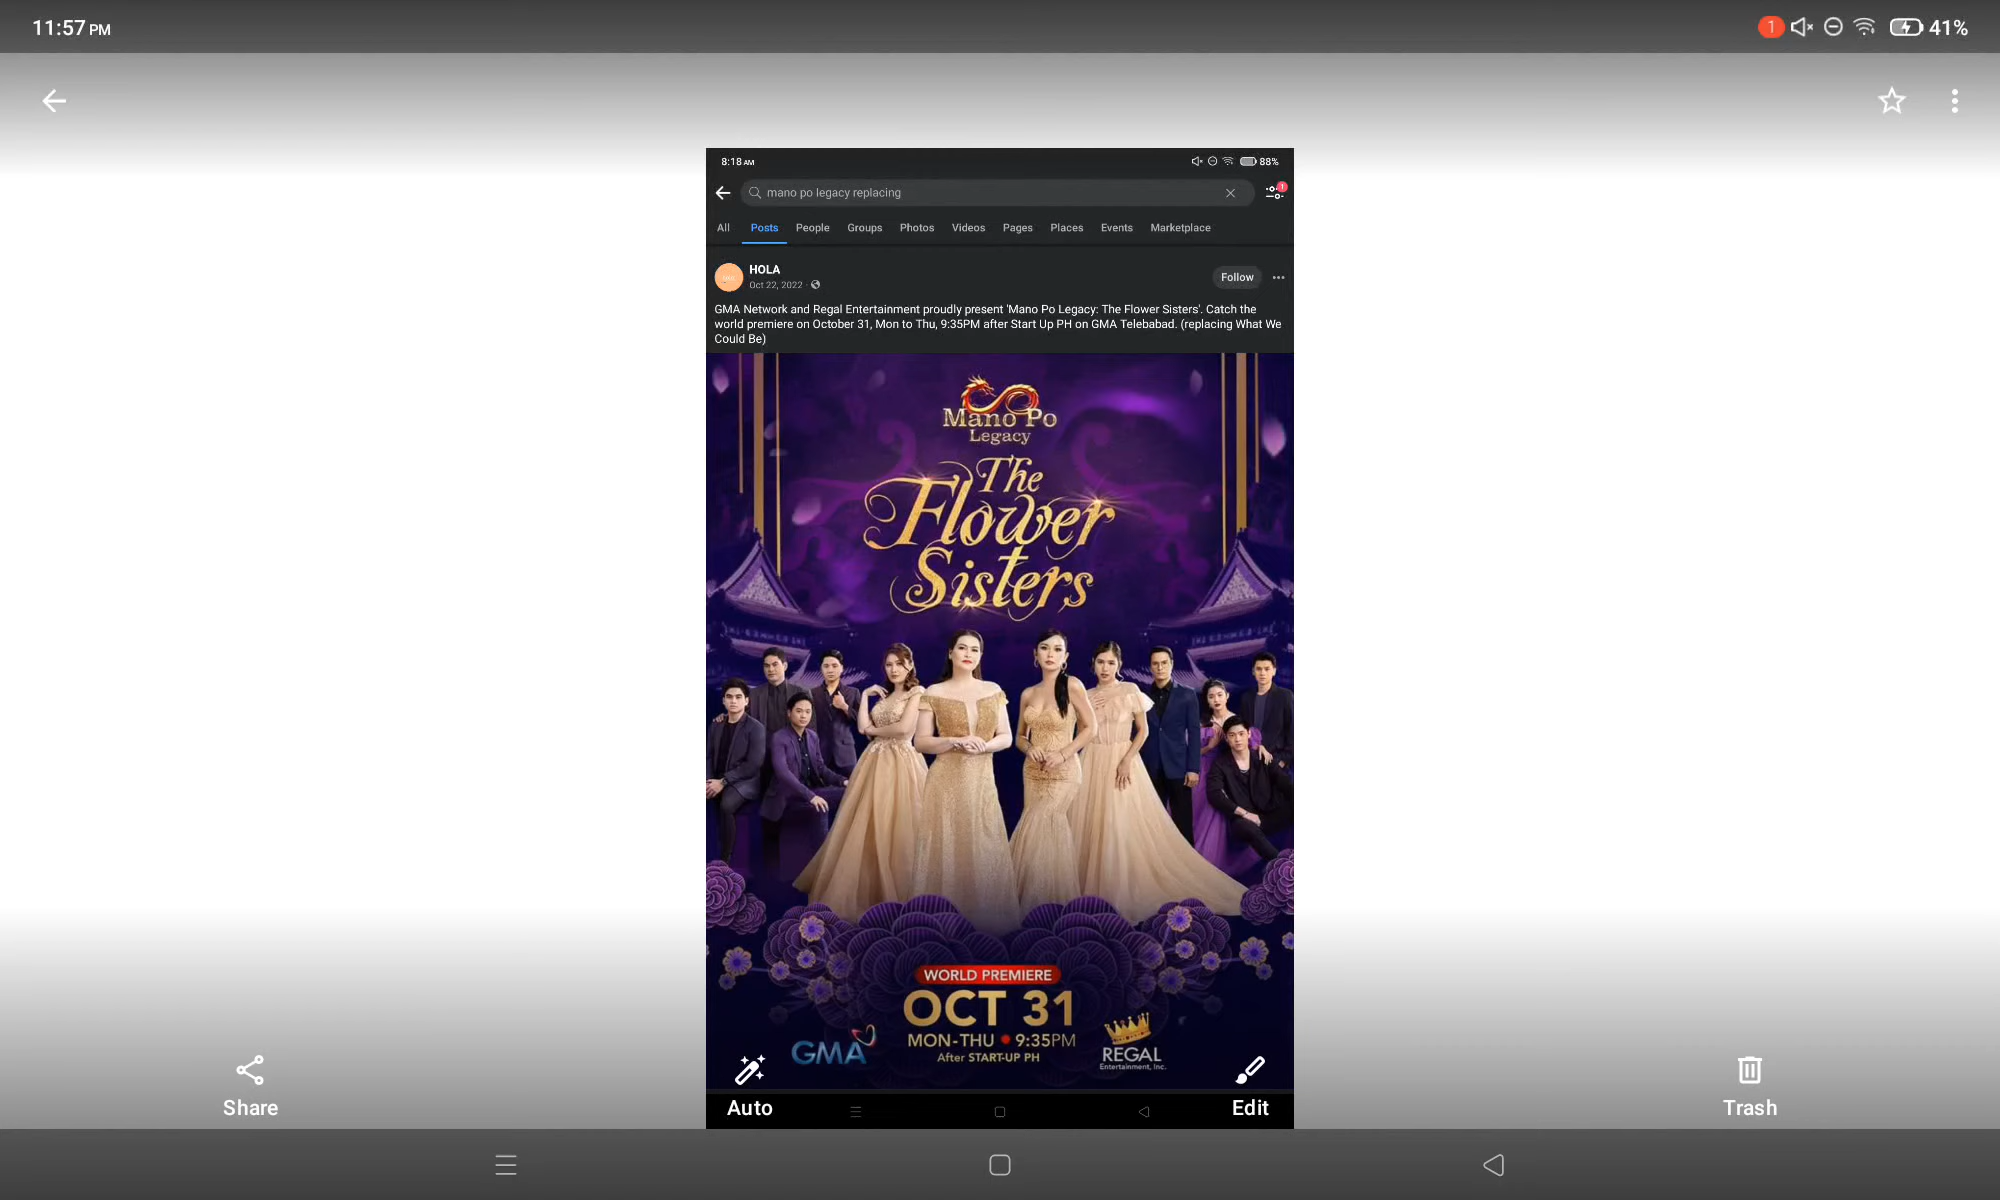 11:57 PM
1
41%
8:18 AM
88%
mano po legacy replacing
1
All Posts People Groups Photos Videos Pages Places Events Marketplace
HOLA
Follow
Oct 22, 2022
GMA Network and Regal Entertainment proudly present 'Mano Po Legacy: The Flower Sisters'. Catch the
world premiere on October 31, Mon to Thu, 9:35PM after Start Up PH on GMA Telebabad. (replacing What We
Could Be)
Mano Po
Legacy
The
Flower
Sisters
WORLD PREMIERE
OCT 31
MON-THU • 9:35PM
After START-UP PH
GMA
REGAL
Entertainment, Inc.
Share
Auto
Edit
Trash